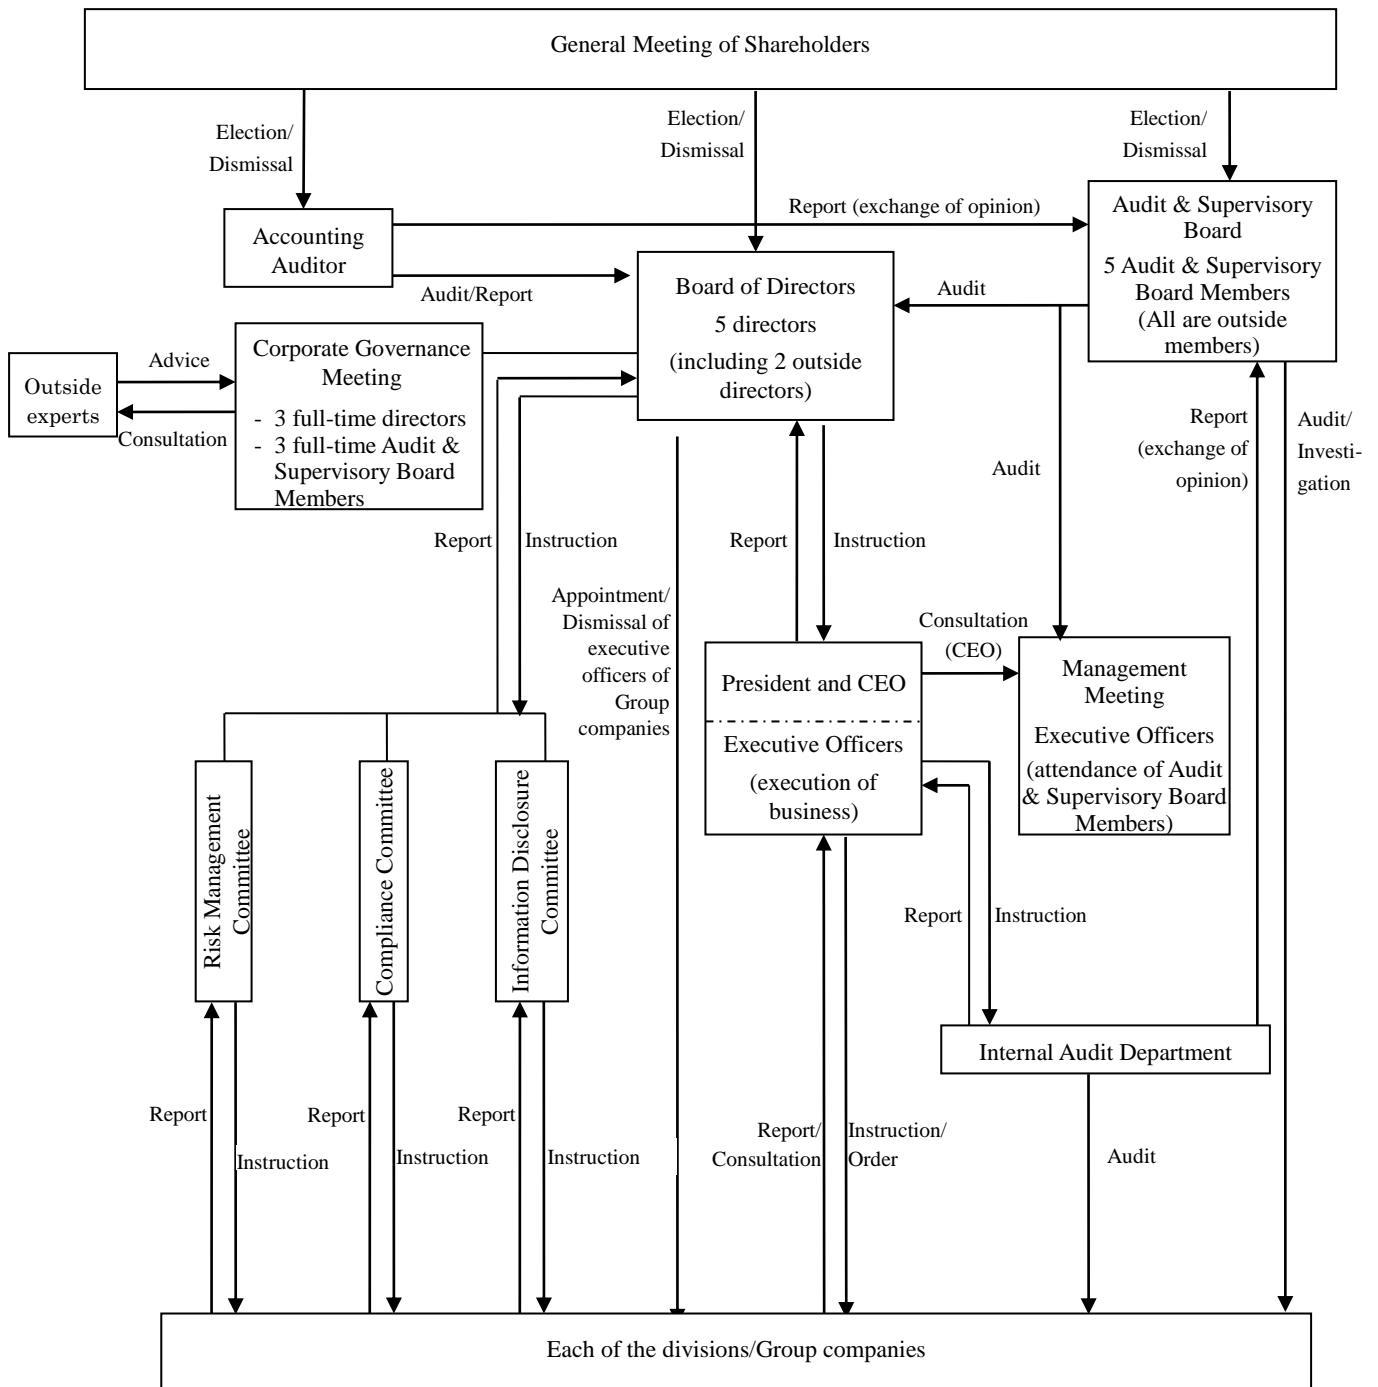 General Meeting of Shareholders
Election/
Dismissal
Election/
Dismissal
Election/
Dismissal
Accounting
Auditor
Report (exchange of opinion)
Audit & Supervisory
Board
5 Audit & Supervisory
Board Members
(All are outside
members)
Audit/Report
Board of Directors
5 directors
(including 2 outside
directors)
Audit
Outside
experts
Advice
Consultation
Corporate Governance
Meeting
- 3 full-time directors
- 3 full-time Audit &
Supervisory Board
Members
Report
(exchange of
opinion)
Audit/
Investi-
gation
Audit
Report
Instruction
Report
Instruction
Appointment/
Dismissal of
executive
officers of
Group
companies
Consultation
(CEO)
President and CEO
Executive Officers
(execution of
business)
Management
Meeting
Executive Officers
(attendance of Audit
& Supervisory Board
Members)
Risk Management
Committee
Compliance Committee
Information Disclosure
Committee
Report
Instruction
Internal Audit Department
Report
Instruction
Report
Instruction
Report
Instruction
Report/
Consultation
Instruction/
Order
Audit
Each of the divisions/Group companies